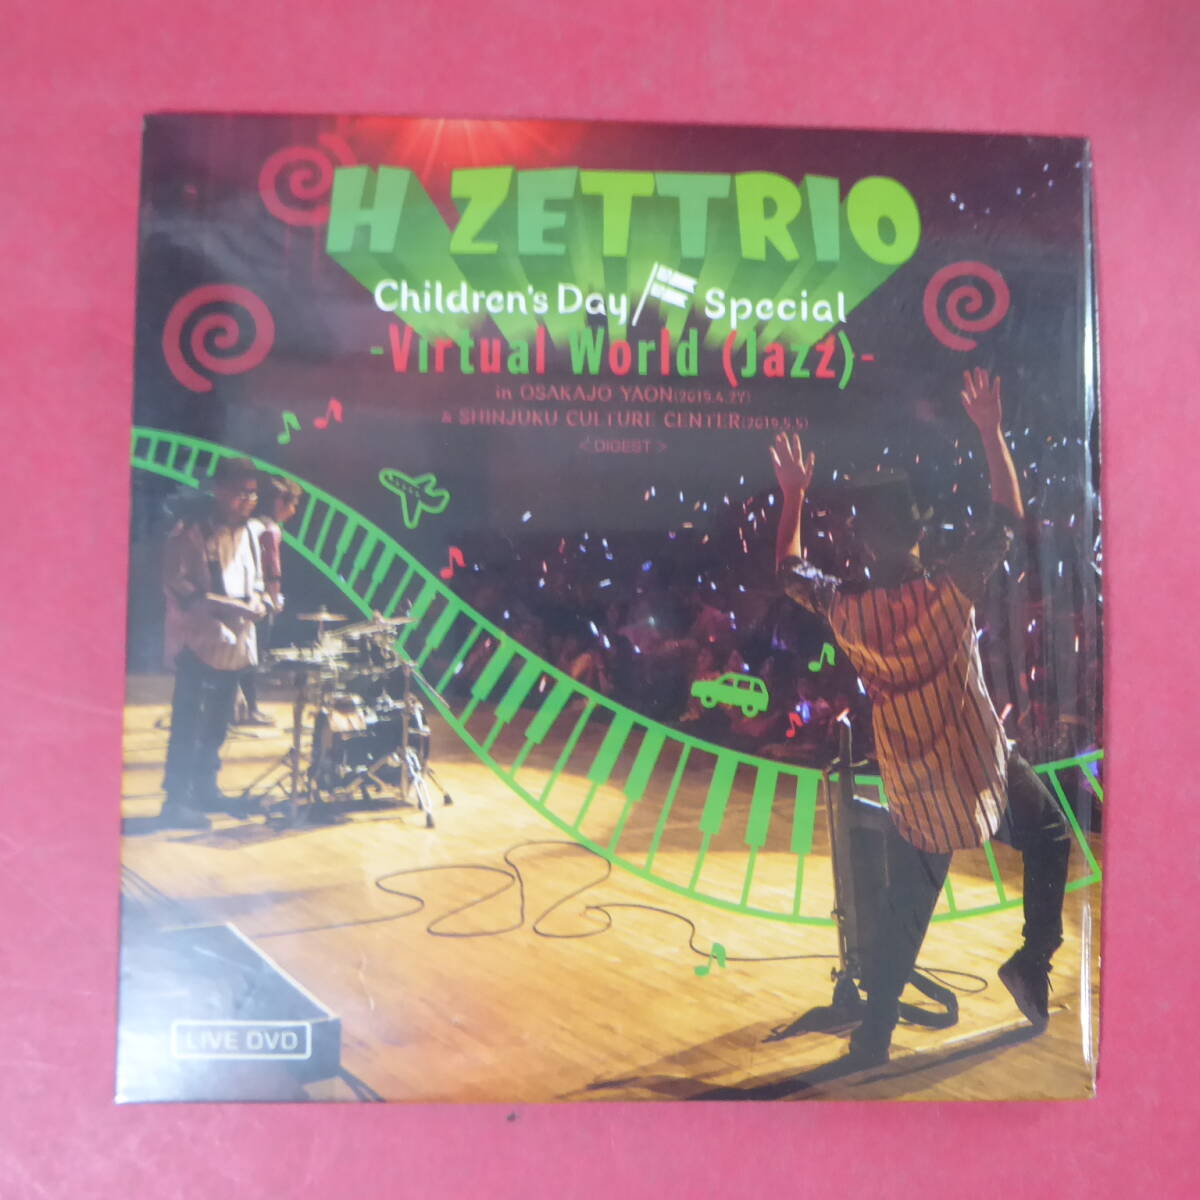 H ZETTRIO
Children's Day Special
-Virtual World (Jazz)-
in OSAKAJO YAON(2019.4.27)
& SHINJUKU CULTURE CENTER(2019.5.5)
< DIGEST >
LIVE DVD